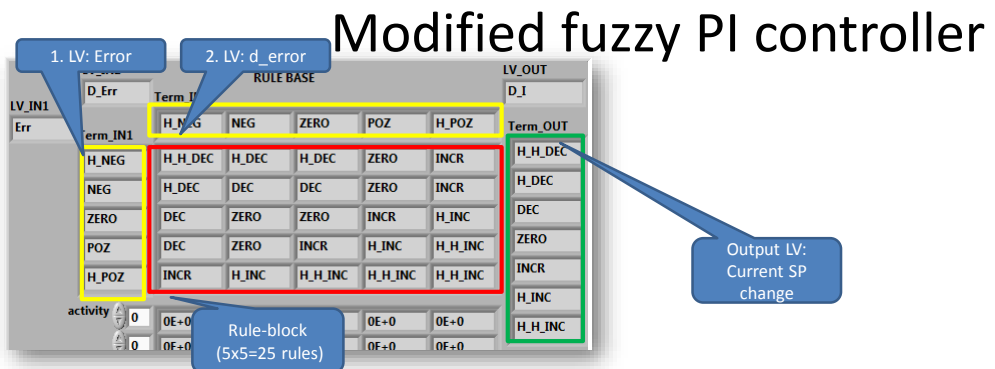 Modified fuzzy PI controller
1. LV: Error
2. LV: d_error
RULE BASE
LV_OUT
D_Err
D_I
LV_IN1
Err
Term_IN1
Term_OUT
H_NEG NEG ZERO POZ H_POZ
H_NEG H_H_DEC H_DEC H_DEC ZERO INCR H_H_DEC
NEG H_DEC DEC DEC ZERO INCR H_DEC
ZERO DEC ZERO ZERO INCR H_INC DEC
POZ DEC ZERO INCR H_INC H_H_INC ZERO
H_POZ INCR H_INC H_H_INC H_H_INC H_H_INC INCR
H_INC
H_H_INC
activity 0 0E+0 0E+0 0E+0
0 0E+0 0E+0 0E+0
Rule-block
(5x5=25 rules)
Output LV:
Current SP
change